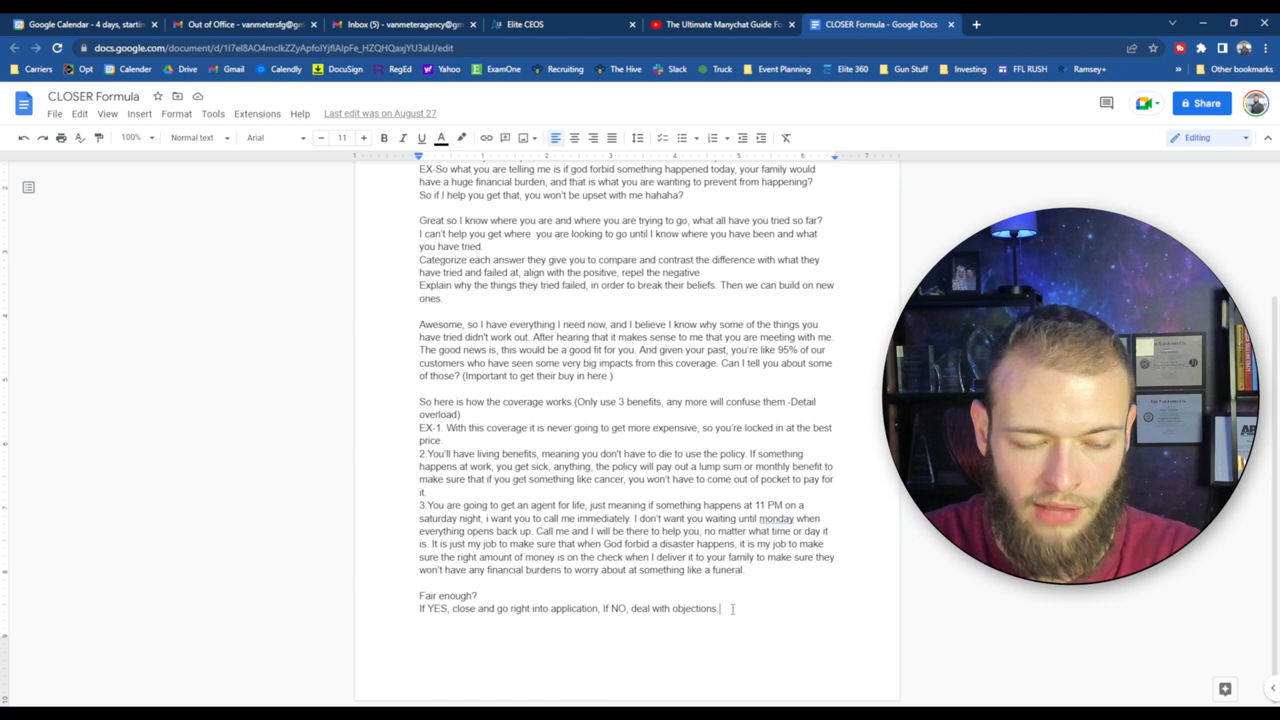 Google Calendar - 4 days, startin
Out of Office - vanmetersfg@gm
Inbox (5) - vanmeteragency@gm
Elite CEOS
The Ultimate Manychat Guide Fo
CLOSER Formula - Google Docs
Carriers
Opt
Calender
Drive
Gmail
Calendly
DocuSign
RegEd
Yahoo
ExamOne
Recruiting
The Hive
Slack
Truck
Event Planning
Elite 360
Gun Stuff
Investing
FFL RUSH
Ramsey+
»
Other bookmarks
CLOSER Formula
File Edit View Insert Format Tools Extensions Help Last edit was on August 27
Share
100% Normal text Arial 11
Editing
EX-So what you are telling me is if god forbid something happened today, your family would
have a huge financial burden, and that is what you are wanting to prevent from happening?
So if I help you get that, you won't be upset with me hahaha?
Great so I know where you are and where you are trying to go, what all have you tried so far?
I can't help you get where you are looking to go until I know where you have been and what
you have tried.
Categorize each answer they give you to compare and contrast the difference with what they
have tried and failed at, align with the positive, repel the negative
Explain why the things they tried failed, in order to break their beliefs. Then we can build on new
ones.
Awesome, so I have everything I need now, and I believe I know why some of the things you
have tried didn't work out. After hearing that it makes sense to me that you are meeting with me.
The good news is, this would be a good fit for you. And given your past, you're like 95% of our
customers who have seen some very big impacts from this coverage. Can I tell you about some
of those? (Important to get their buy in here.)
So here is how the coverage works.(Only use 3 benefits, any more will confuse them.-Detail
overload)
EX-1. With this coverage it is never going to get more expensive, so you're locked in at the best
price.
2.You'll have living benefits, meaning you don't have to die to use the policy. If something
happens at work, you get sick, anything, the policy will pay out a lump sum or monthly benefit to
make sure that if you get something like cancer, you won't have to come out of pocket to pay for
it.
3.You are going to get an agent for life, just meaning if something happens at 11 PM on a
saturday night, i want you to call me immediately. I don't want you waiting until monday when
everything opens back up. Call me and I will be there to help you, no matter what time or day it
is. It is just my job to make sure that when God forbid a disaster happens, it is my job to make
sure the right amount of money is on the check when I deliver it to your family to make sure they
won't have any financial burdens to worry about at something like a funeral.
Fair enough?
If YES, close and go right into application, If NO, deal with objections.